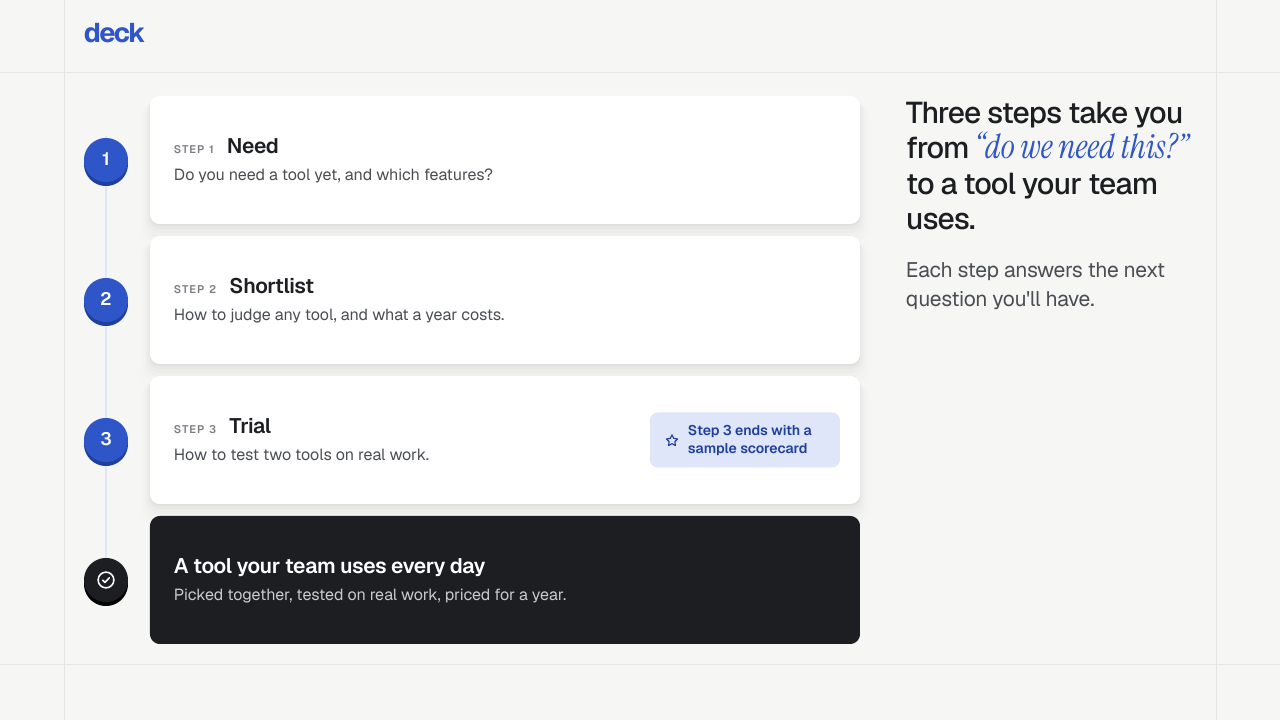 deck
1
STEP 1 Need
Do you need a tool yet, and which features?
2
STEP 2 Shortlist
How to judge any tool, and what a year costs.
3
STEP 3 Trial
How to test two tools on real work.
Step 3 ends with a
sample scorecard
A tool your team uses every day
Picked together, tested on real work, priced for a year.
Three steps take you
from “do we need this?”
to a tool your team
uses.
Each step answers the next
question you'll have.